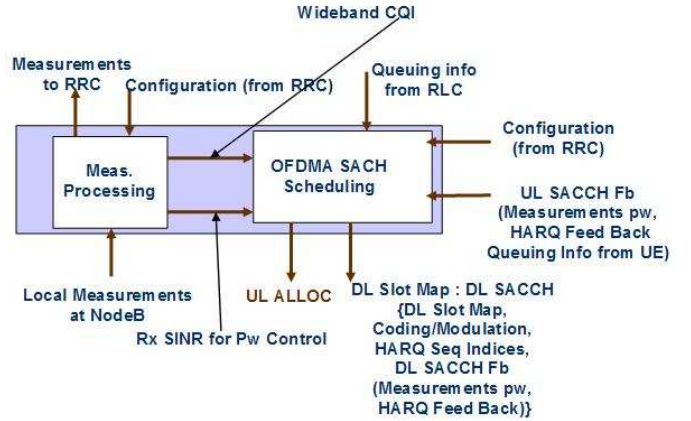 Wideband CQI
Measurements
to RRC
Configuration (from RRC)
Queuing info
from RLC
Configuration
(from RRC)
Meas.
Processing
OFDMA SACH
Scheduling
UL SACCH Fb
(Measurements pw,
HARQ Feed Back
Queuing Info from UE)
Local Measurements
at NodeB
UL ALLOC
DL Slot Map : DL SACCH
{DL Slot Map,
Coding/Modulation,
HARQ Seq Indices,
DL SACCH Fb
(Measurements pw,
HARQ Feed Back)}
Rx SINR for Pw Control